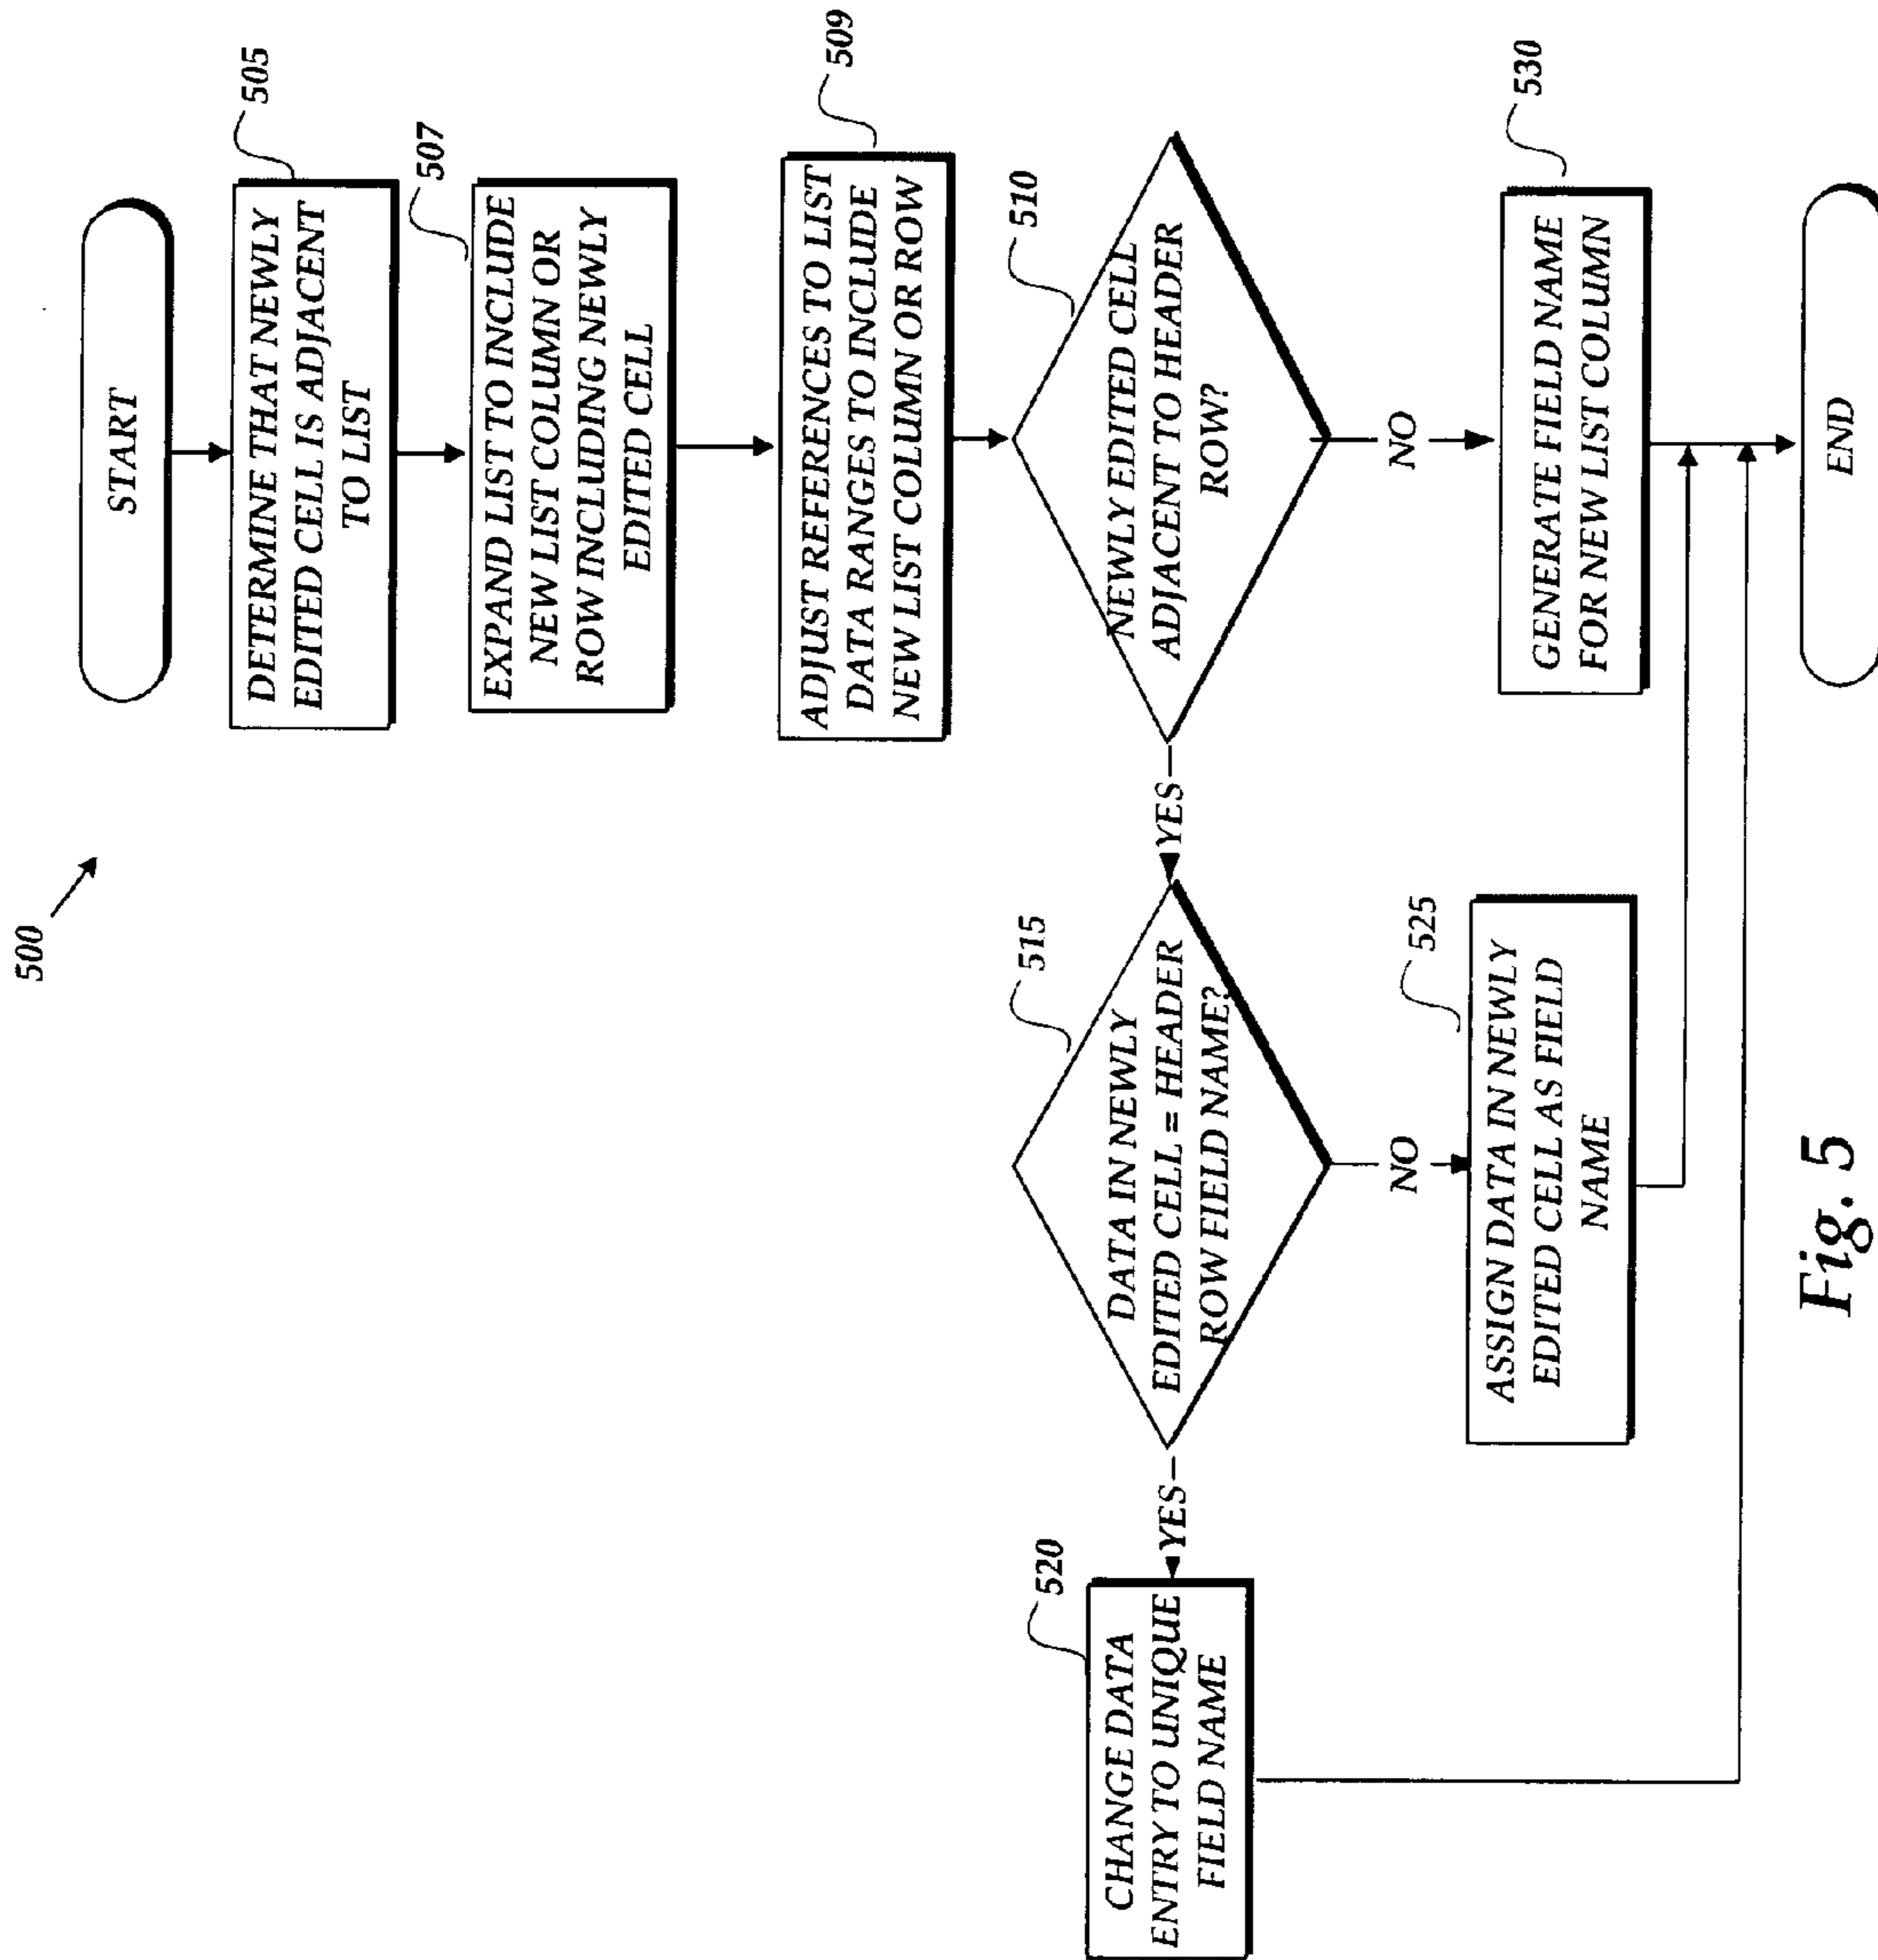 500
START
505
DETERMINE THAT NEWLY
EDITED CELL IS ADJACENT
TO LIST
507
EXPAND LIST TO INCLUDE
NEW LIST COLUMN OR
ROW INCLUDING NEWLY
EDITED CELL
509
ADJUST REFERENCES TO LIST
DATA RANGES TO INCLUDE
NEW LIST COLUMN OR ROW
510
NEWLY EDITED CELL
ADJACENT TO HEADER
ROW?
YES
NO
515
DATA IN NEWLY
EDITED CELL = HEADER
ROW FIELD NAME?
YES
NO
520
CHANGE DATA
ENTRY TO UNIQUE
FIELD NAME
525
ASSIGN DATA IN NEWLY
EDITED CELL AS FIELD
NAME
530
GENERATE FIELD NAME
FOR NEW LIST COLUMN
END
Fig. 5